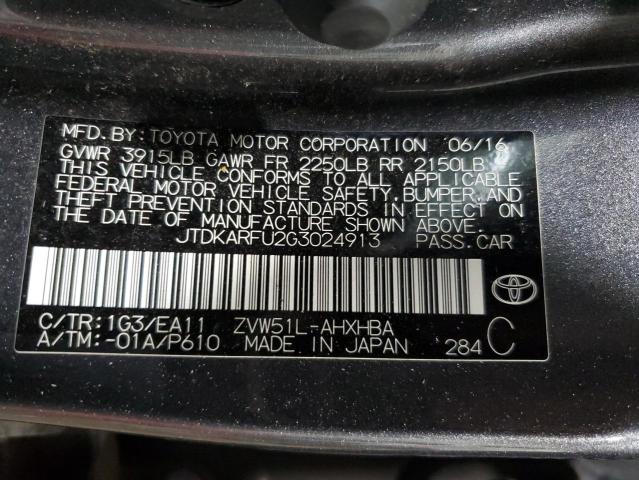 MFD.BY:TOYOTA MOTOR CORPORATION 06/16
GVWR 3915LB GAWR FR 2250LB RR 2150LB
THIS VEHICLE CONFORMS TO ALL APPLICABLE
FEDERAL MOTOR VEHICLE SAFETY,BUMPER,AND
THEFT PREVENTION STANDARDS IN EFFECT ON
THE DATE OF MANUFACTURE SHOWN ABOVE.
JTDKARFU2G3024913 PASS.CAR
C/TR:1G3/EA11 ZVW51L-AHXHBA
A/TM:-01A/P610 MADE IN JAPAN 284 C